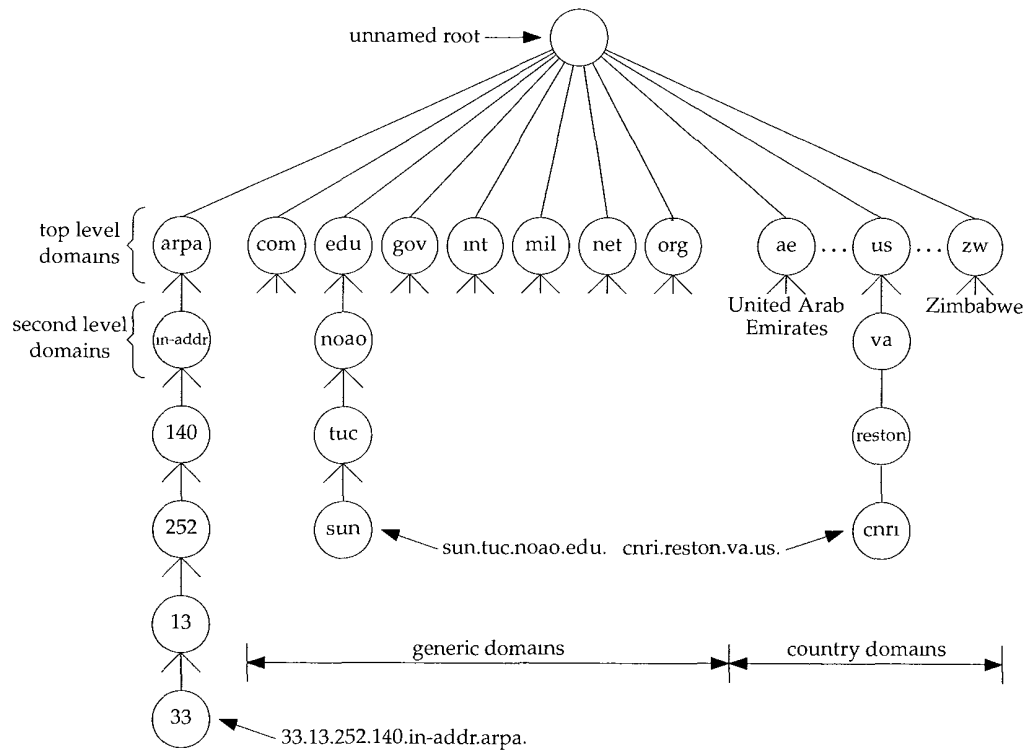 unnamed root
top level
domains
arpa com edu gov int mil net org ae ... us ... zw
United Arab
Emirates
Zimbabwe
second level
domains
in-addr noao va
140 tuc reston
252 sun cnri
sun.tuc.noao.edu. cnri.reston.va.us.
13
generic domains country domains
33
33.13.252.140.in-addr.arpa.